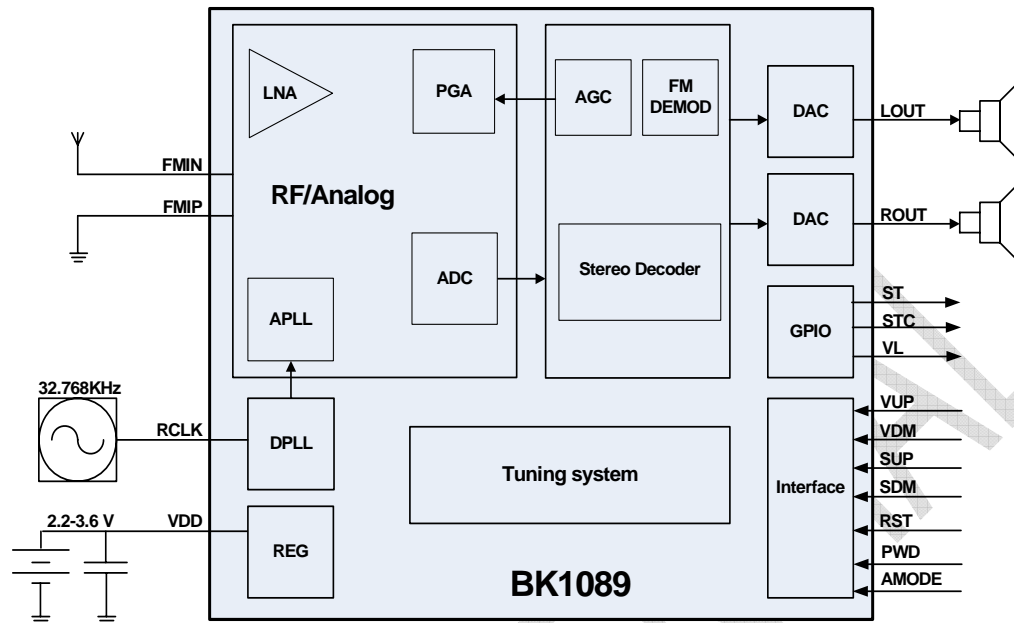 LNA
PGA
AGC
FM
DEMOD
DAC
LOUT
FMIN
RF/Analog
FMIP
DAC
ROUT
ADC
Stereo Decoder
APLL
GPIO
ST
STC
VL
32.768KHz
RCLK
DPLL
Tuning system
Interface
VUP
VDM
SUP
SDM
RST
PWD
AMODE
2.2-3.6 V
VDD
REG
BK1089